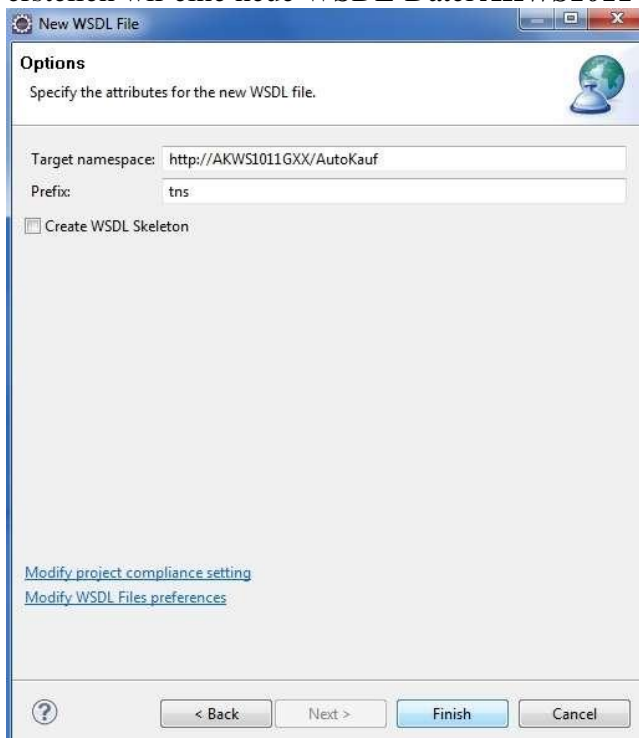 New WSDL File
Options
Specify the attributes for the new WSDL file.
Target namespace: http://AKWS1011GXX/AutoKauf
Prefix: tns
Create WSDL Skeleton
Modify project compliance setting
Modify WSDL Files preferences
< Back Next > Finish Cancel